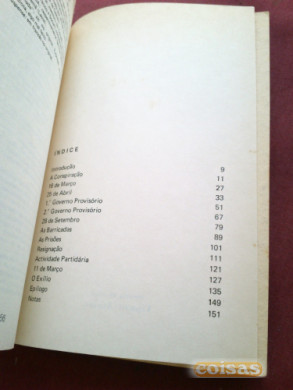 ÍNDICE
Introdução 9
A Conspiração 11
16 de Março 27
25 de Abril 33
1.º Governo Provisório 51
2.º Governo Provisório 67
28 de Setembro 79
As Barricadas 89
As Prisões 101
Resignação 111
Actividade Partidária 121
11 de Março 127
O Exílio 135
Epílogo 149
Notas 151
coisas